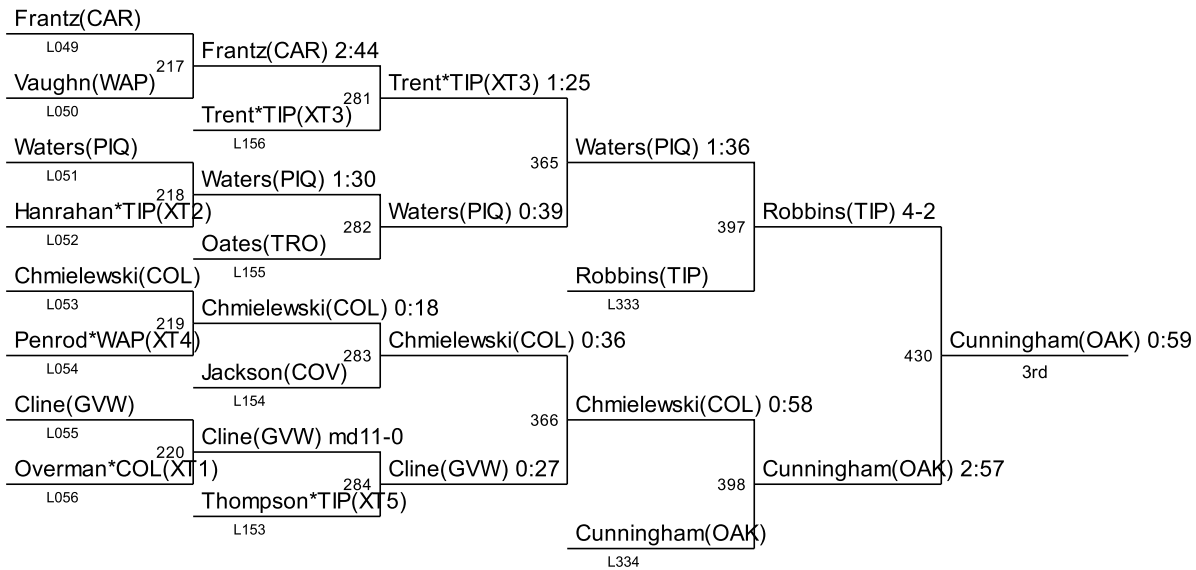 Frantz(CAR)
L049
217
Vaughn(WAP)
L050
Waters(PIQ)
L051
218
Hanrahan*TIP(XT2)
L052
Chmielewski(COL)
L053
219
Penrod*WAP(XT4)
L054
Cline(GVW)
L055
220
Overman*COL(XT1)
L056
Frantz(CAR) 2:44
281
Trent*TIP(XT3)
L156
Waters(PIQ) 1:30
282
Oates(TRO)
L155
Chmielewski(COL) 0:18
283
Jackson(COV)
L154
Cline(GVW) md11-0
284
Thompson*TIP(XT5)
L153
Trent*TIP(XT3) 1:25
365
Waters(PIQ) 0:39
Chmielewski(COL) 0:36
366
Cline(GVW) 0:27
Waters(PIQ) 1:36
397
Robbins(TIP)
L333
Chmielewski(COL) 0:58
398
Cunningham(OAK)
L334
Robbins(TIP) 4-2
430
Cunningham(OAK) 2:57
Cunningham(OAK) 0:59
3rd